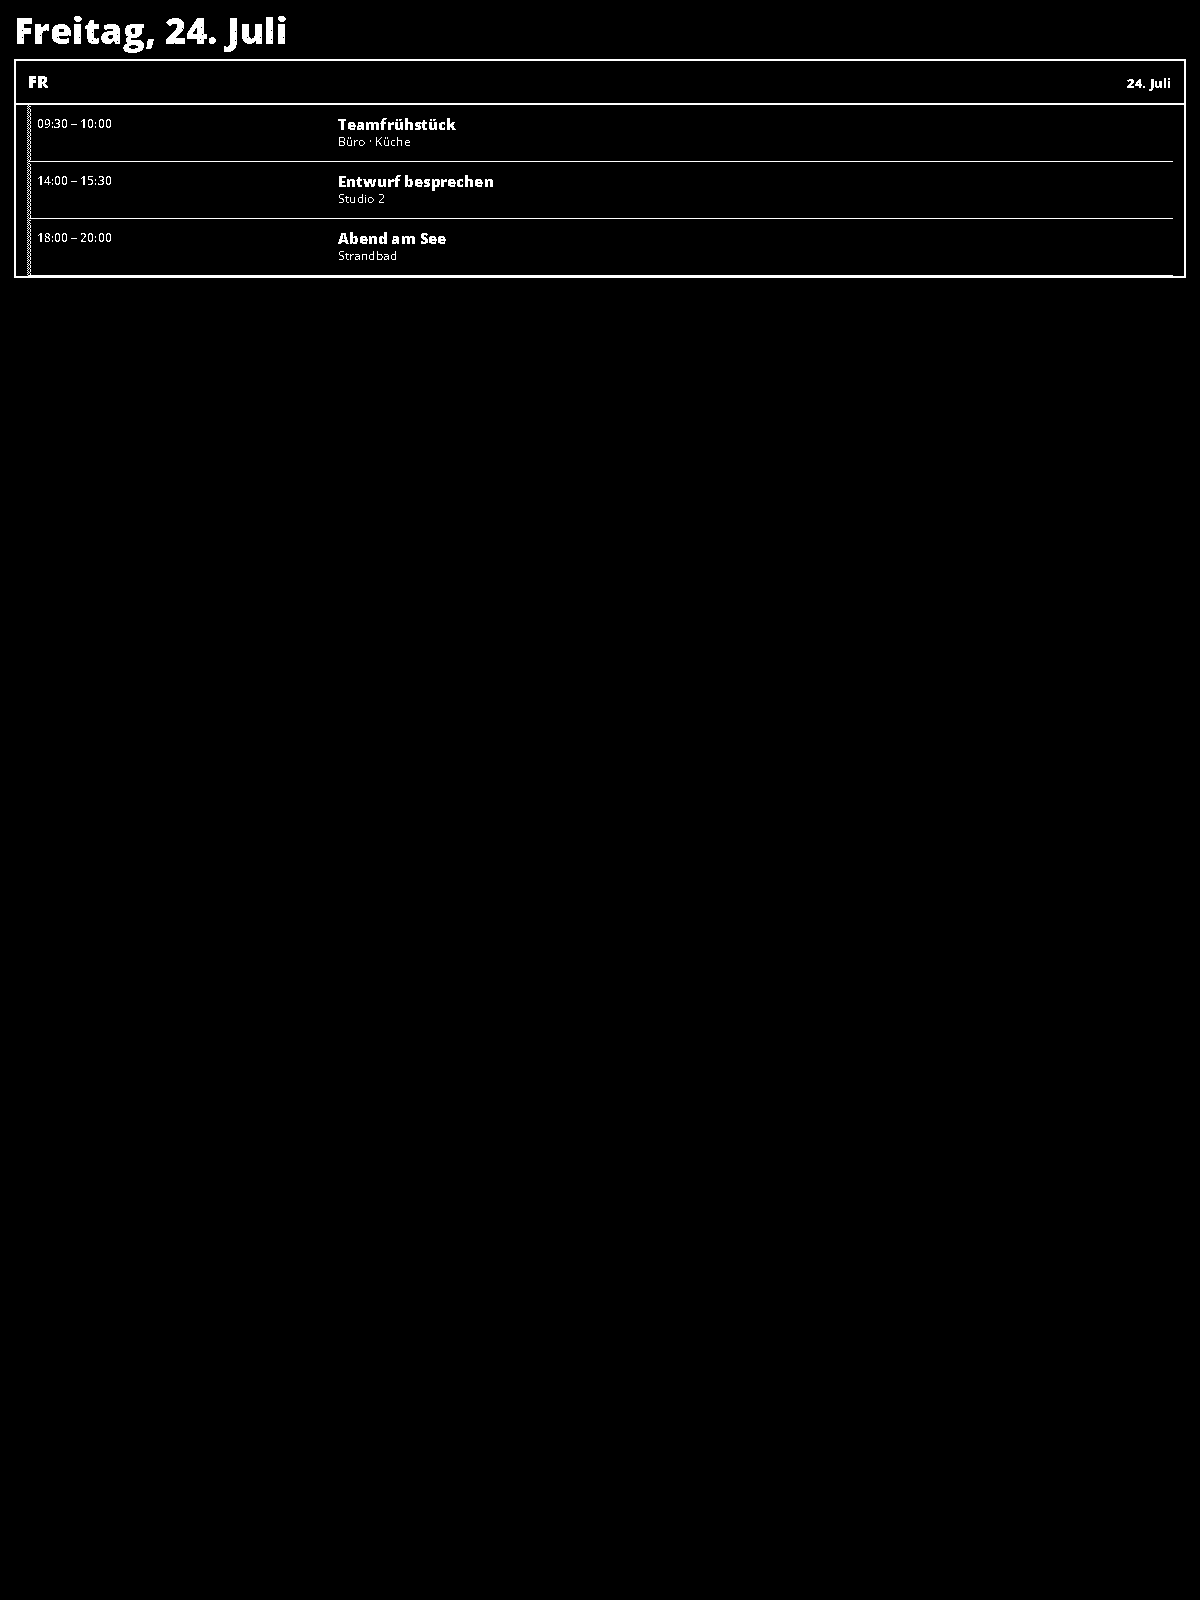 Freitag, 24. Juli
FR 24. Juli
09:30 – 10:00 Teamfrühstück
Büro · Küche
14:00 – 15:30 Entwurf besprechen
Studio 2
18:00 – 20:00 Abend am See
Strandbad